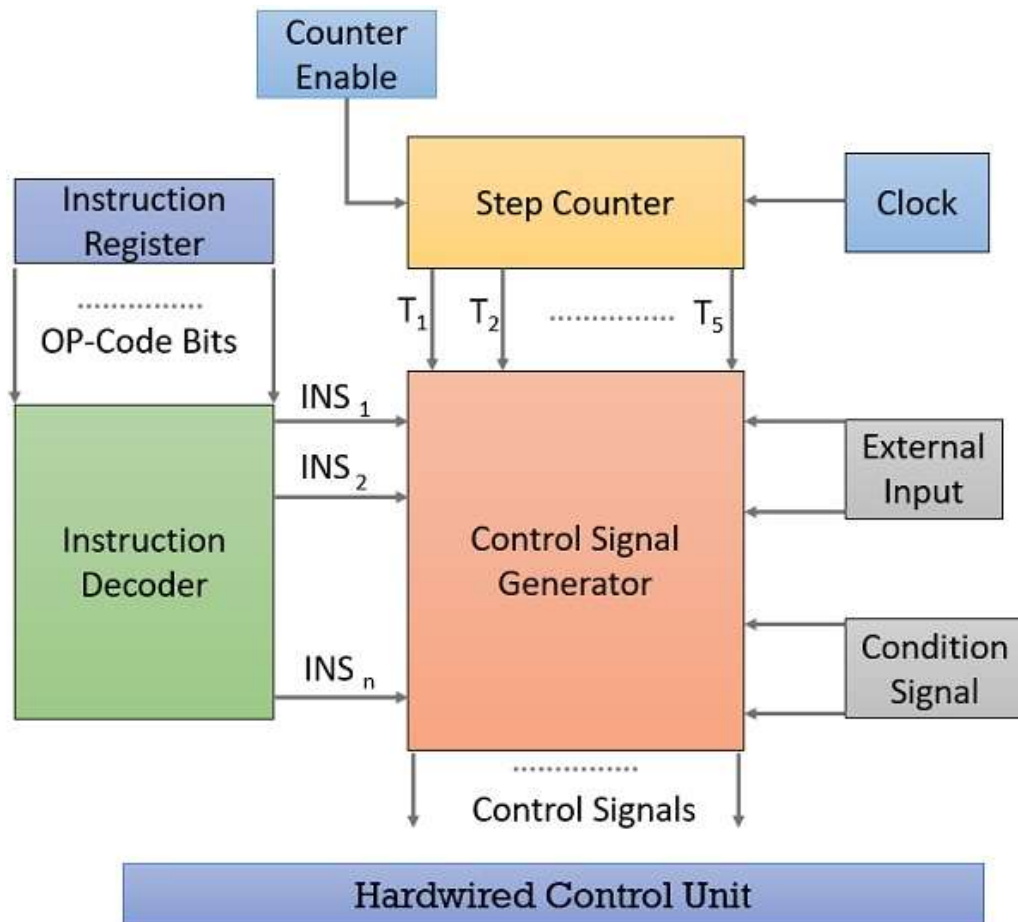 Counter
Enable
Instruction
Register
Step Counter
Clock
T1 T2 .............. T5
..............
OP-Code Bits
INS 1
INS 2
INS n
Instruction
Decoder
Control Signal
Generator
External
Input
Condition
Signal
..............
Control Signals
Hardwired Control Unit